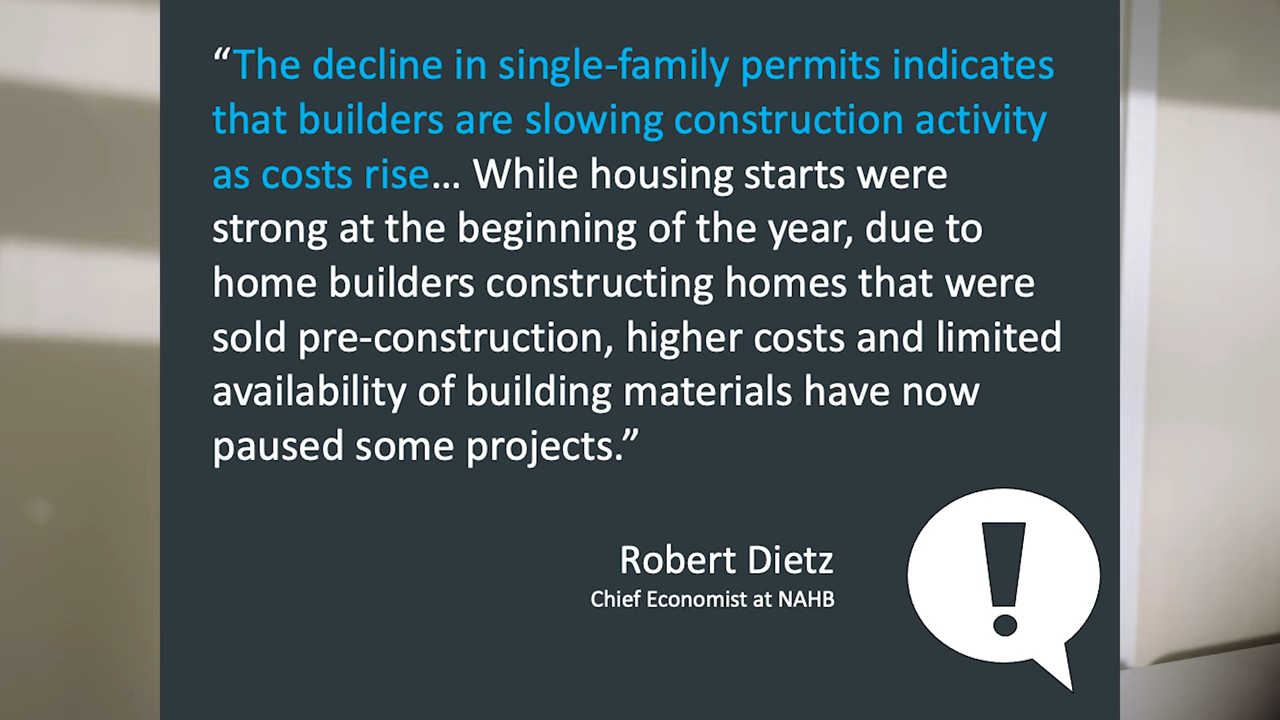 “The decline in single-family permits indicates
that builders are slowing construction activity
as costs rise… While housing starts were
strong at the beginning of the year, due to
home builders constructing homes that were
sold pre-construction, higher costs and limited
availability of building materials have now
paused some projects.”
Robert Dietz
Chief Economist at NAHB
!